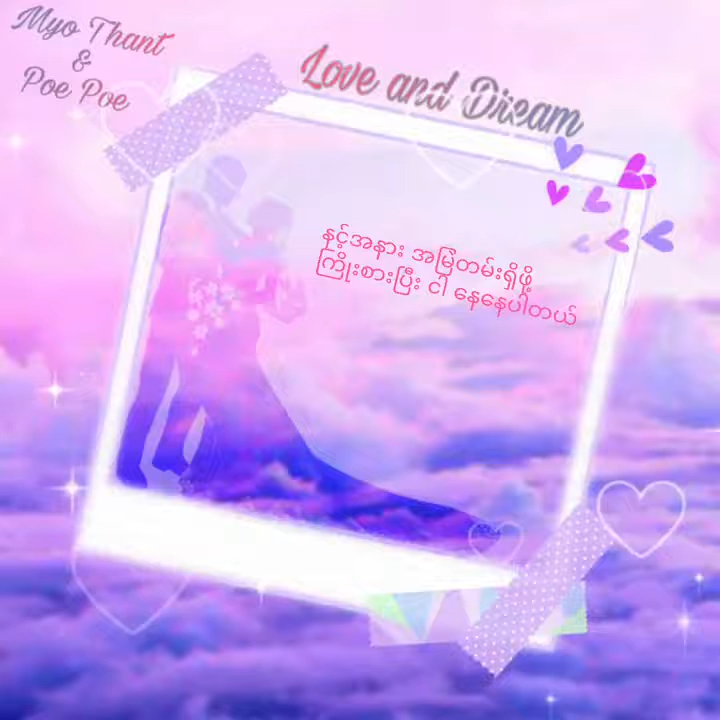 Myo Thant
&
Poe Poe
Love and Dream
နင့်အနား အမြဲတမ်းရှိဖို့
ကြိုးစားပြီး ငါ နေနေပါတယ်